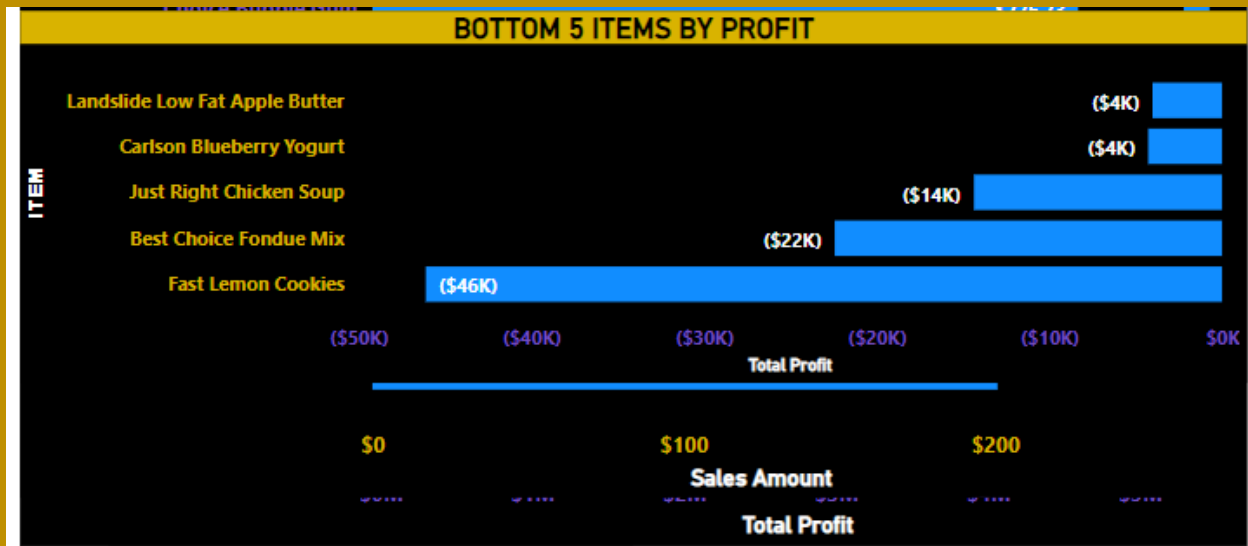 BOTTOM 5 ITEMS BY PROFIT
Landslide Low Fat Apple Butter ($4K)
Carlson Blueberry Yogurt ($4K)
ITEM
Just Right Chicken Soup ($14K)
Best Choice Fondue Mix ($22K)
Fast Lemon Cookies ($46K)
($50K) ($40K) ($30K) ($20K) ($10K) $0K
Total Profit
$0 $100 $200
Sales Amount
Total Profit